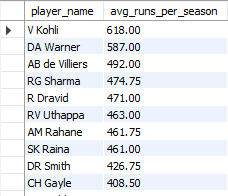 player_name avg_runs_per_season
V Kohli 618.00
DA Warner 587.00
AB de Villiers 492.00
RG Sharma 474.75
R Dravid 471.00
RV Uthappa 463.00
AM Rahane 461.75
SK Raina 461.00
DR Smith 426.75
CH Gayle 408.50